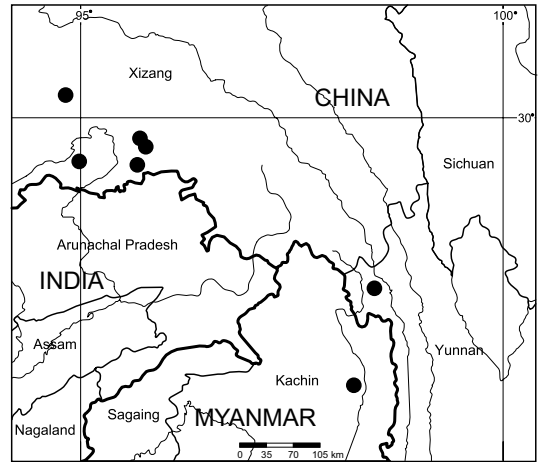 95°
100°
Xizang
CHINA
30°
Sichuan
Arunachal Pradesh
INDIA
Assam
Yunnan
Kachin
Sagaing
MYANMAR
Nagaland
0 35 70 105 km